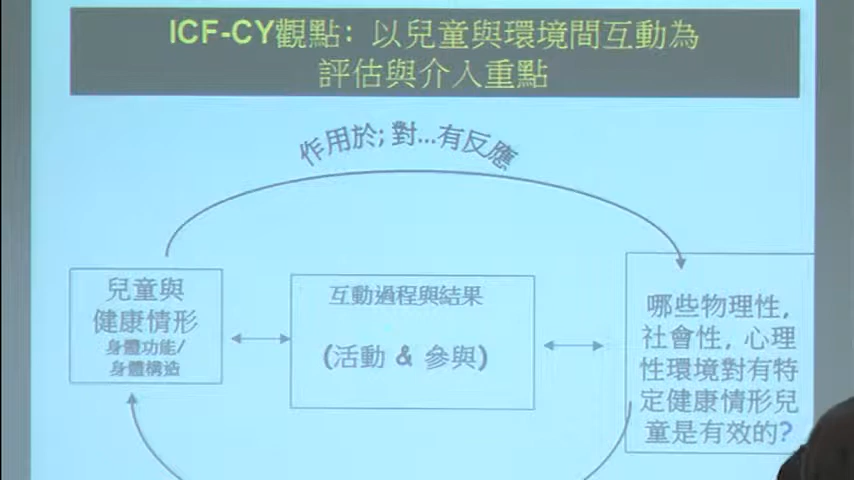 ICF-CY觀點：以兒童與環境間互動為
評估與介入重點
作用於; 對...有反應
兒童與
健康情形
身體功能/
身體構造
互動過程與結果
(活動 & 參與)
哪些物理性,
社會性, 心理
性環境對有特
定健康情形兒
童是有效的?